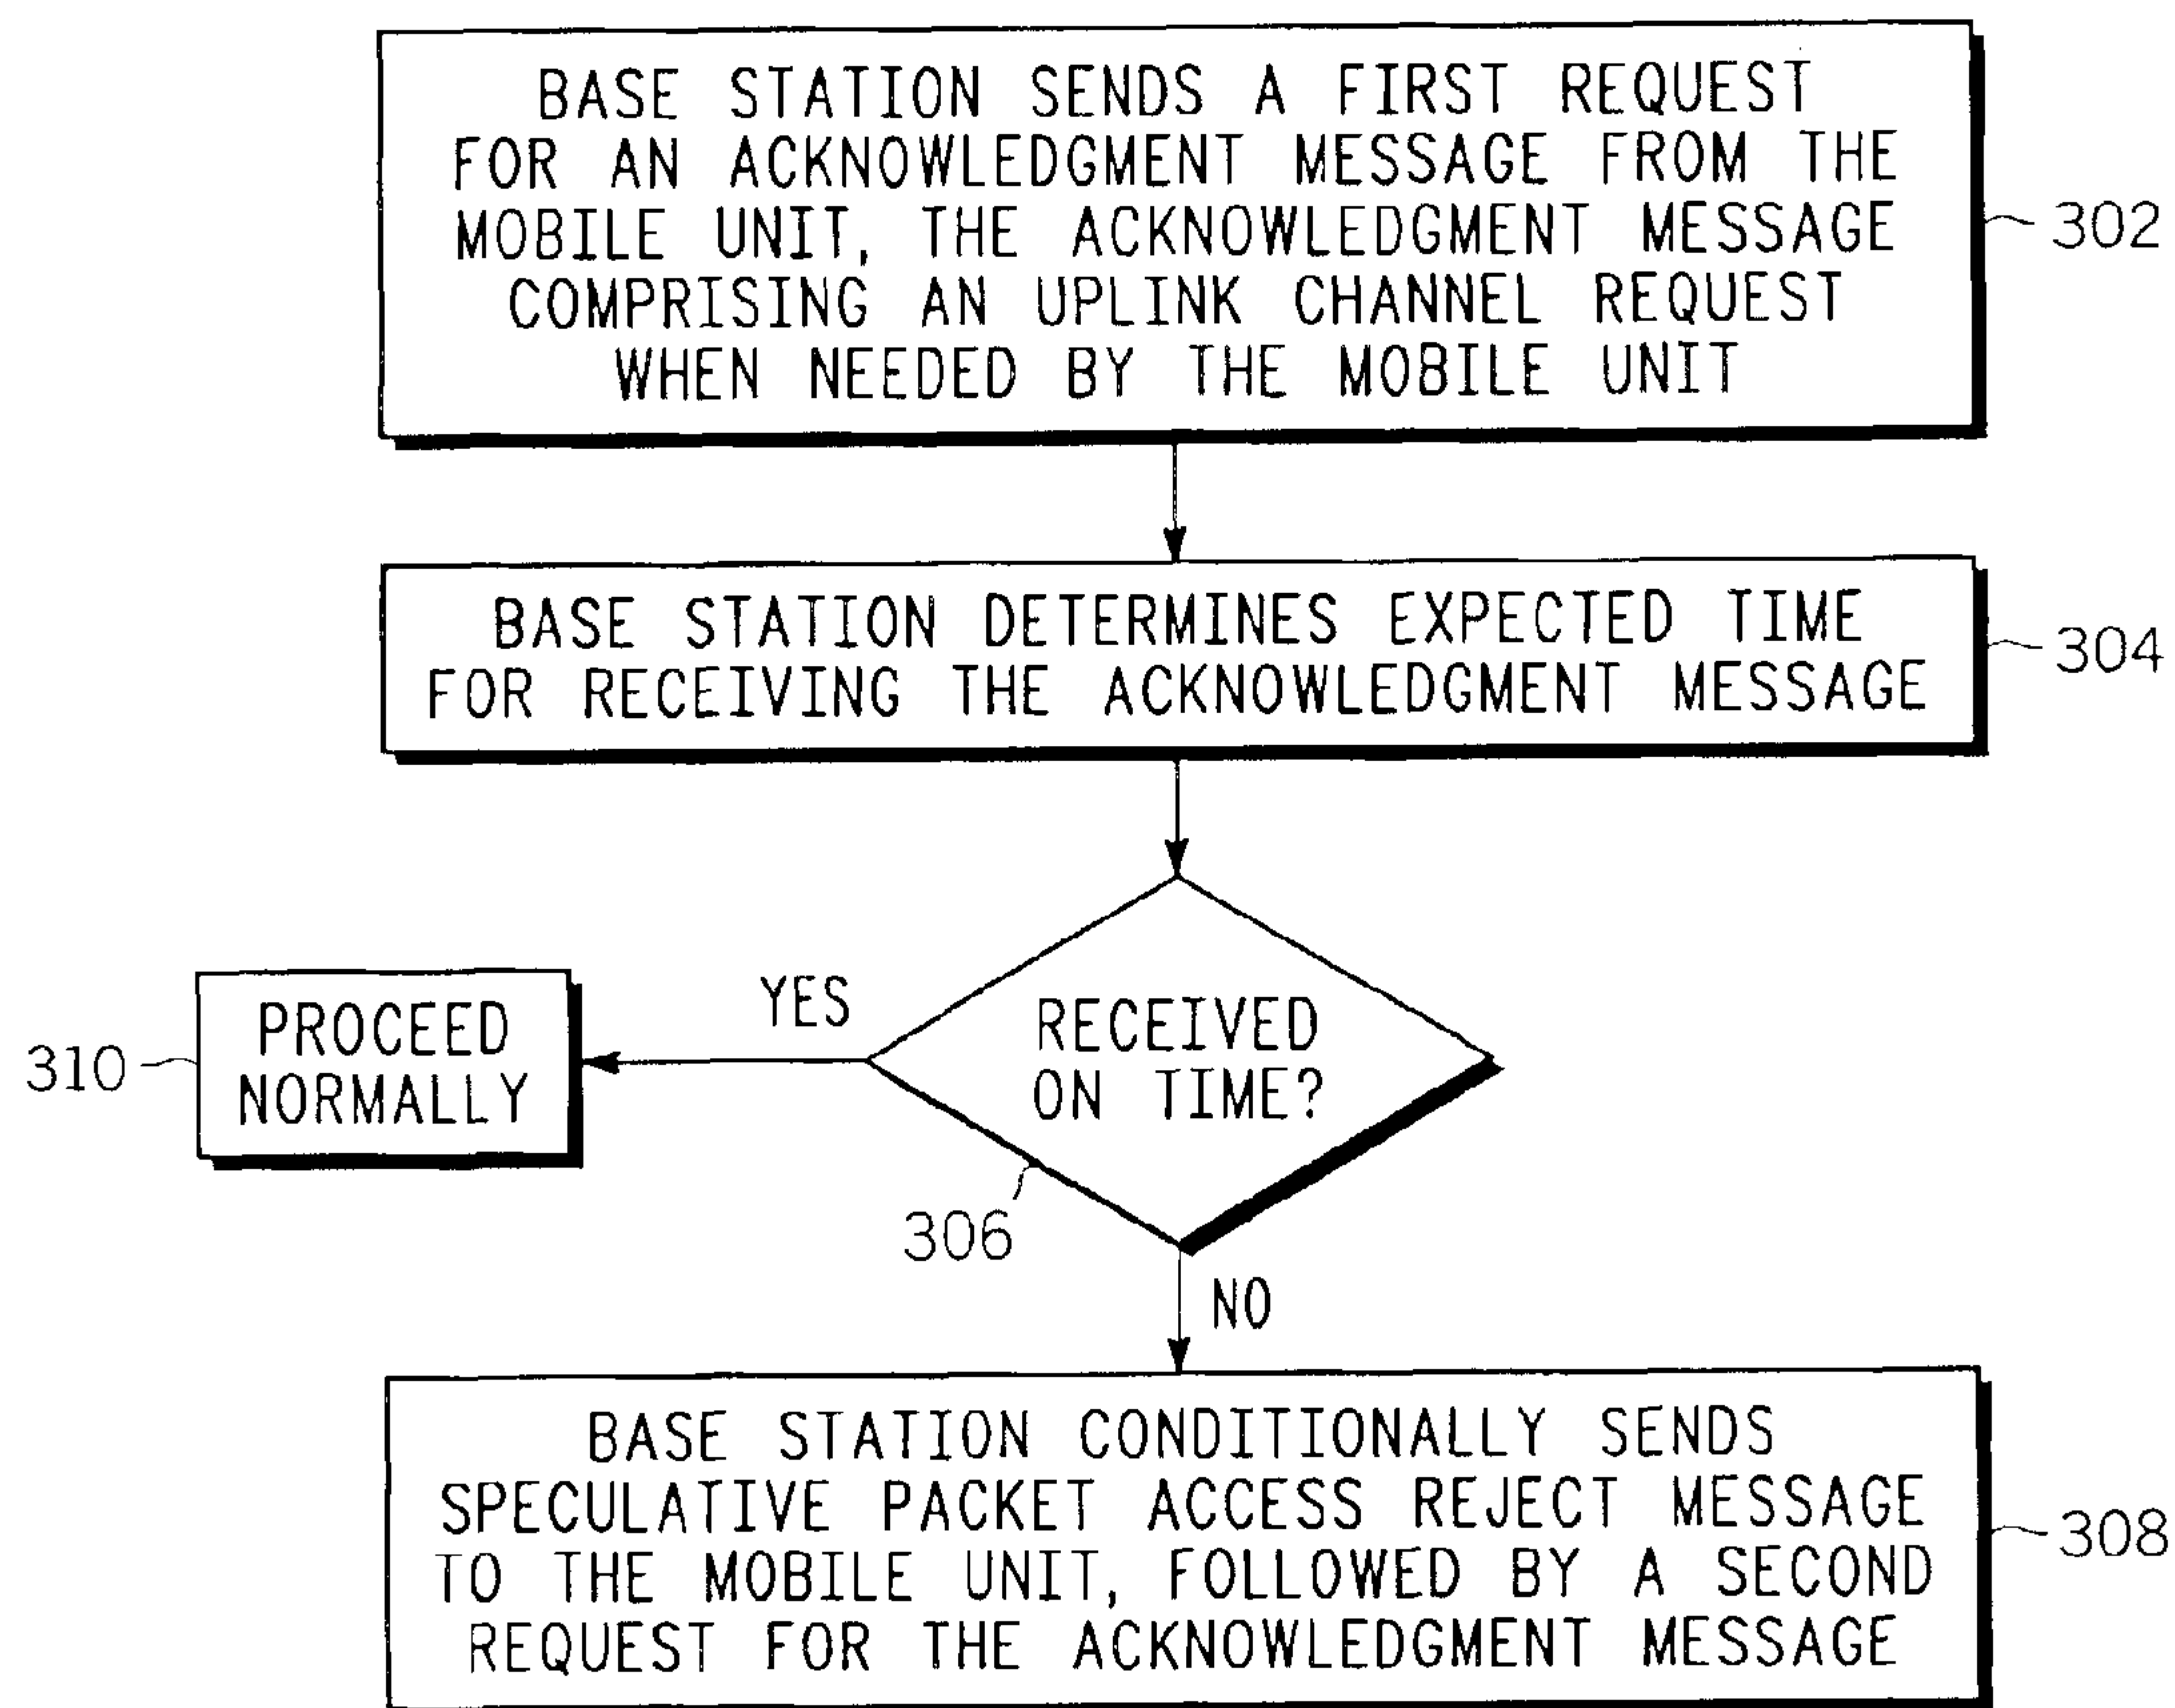 BASE STATION SENDS A FIRST REQUEST
FOR AN ACKNOWLEDGMENT MESSAGE FROM THE
MOBILE UNIT, THE ACKNOWLEDGMENT MESSAGE
COMPRISING AN UPLINK CHANNEL REQUEST
WHEN NEEDED BY THE MOBILE UNIT
302
BASE STATION DETERMINES EXPECTED TIME
FOR RECEIVING THE ACKNOWLEDGMENT MESSAGE
304
RECEIVED
ON TIME?
306
YES
PROCEED
NORMALLY
310
NO
BASE STATION CONDITIONALLY SENDS
SPECULATIVE PACKET ACCESS REJECT MESSAGE
TO THE MOBILE UNIT, FOLLOWED BY A SECOND
REQUEST FOR THE ACKNOWLEDGMENT MESSAGE
308